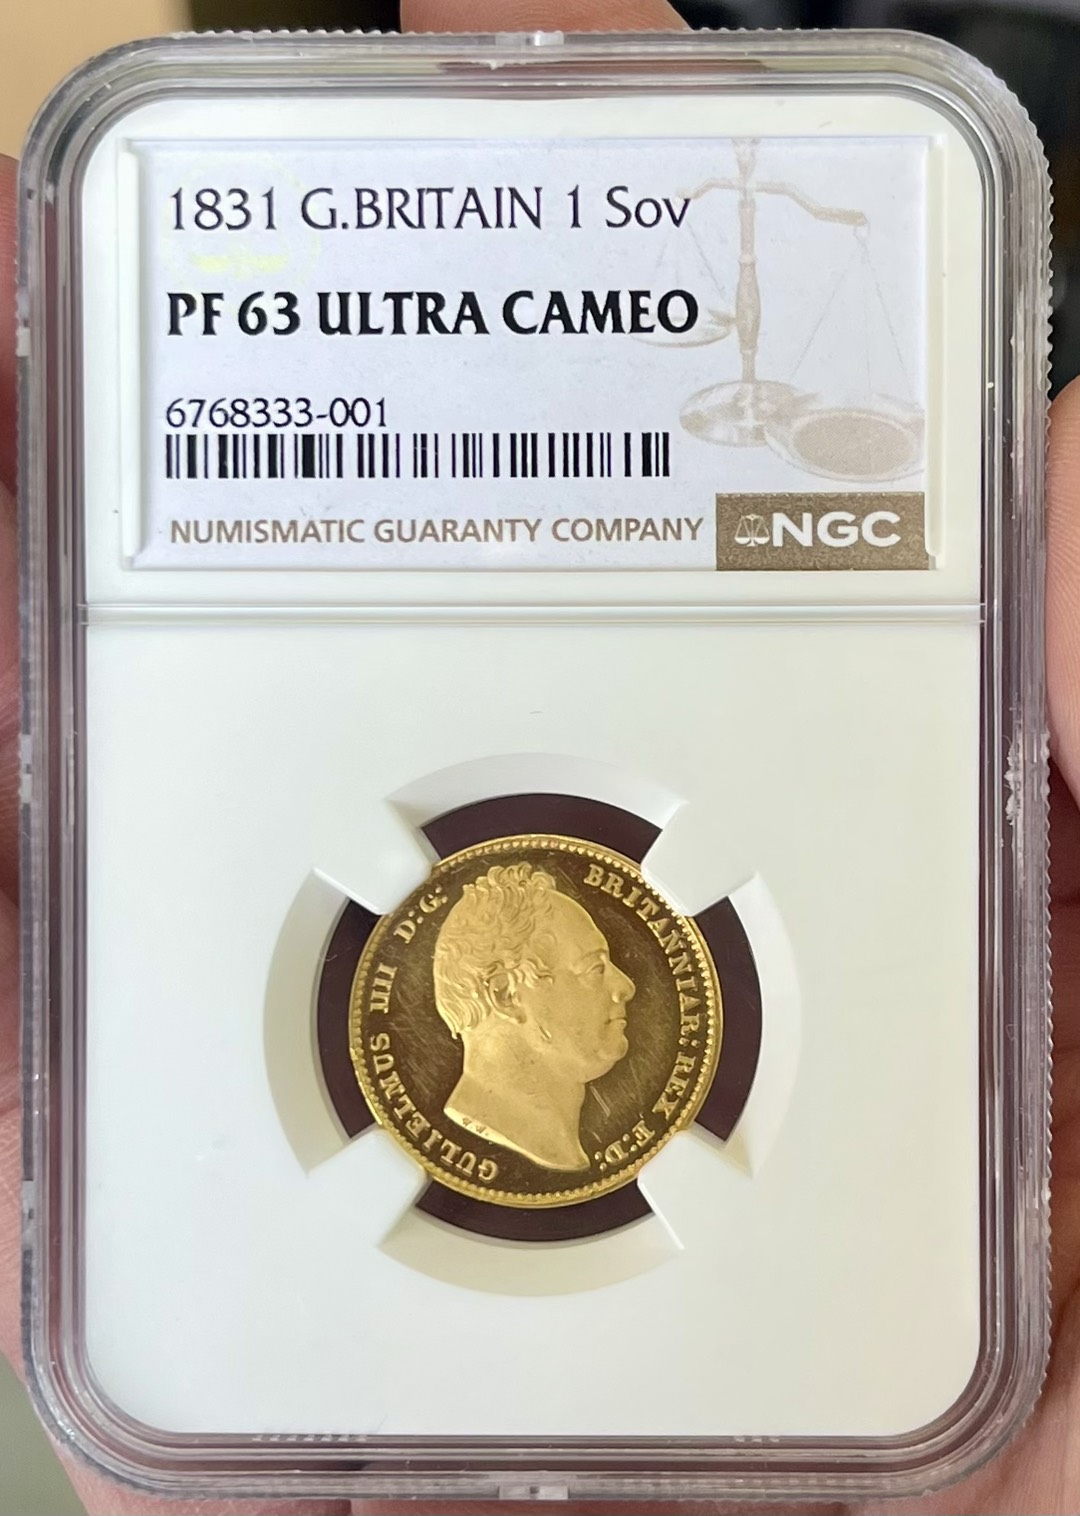 1831 G.BRITAIN 1 Sov
PF 63 ULTRA CAMEO
6768333-001
NUMISMATIC GUARANTY COMPANY NGC
GULIELMUS IIII D:G: BRITANNIAR: REX F:D:
W.W.